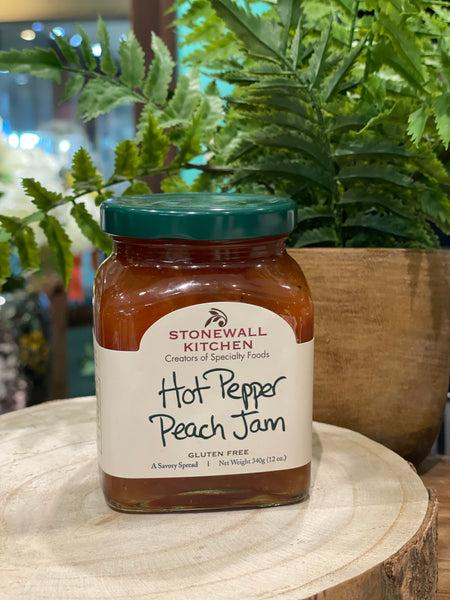 STONEWALL
KITCHEN
Creators of Specialty Foods
Hot Pepper
Peach Jam
GLUTEN FREE
A Savory Spread | Net Weight 340g (12 oz.)